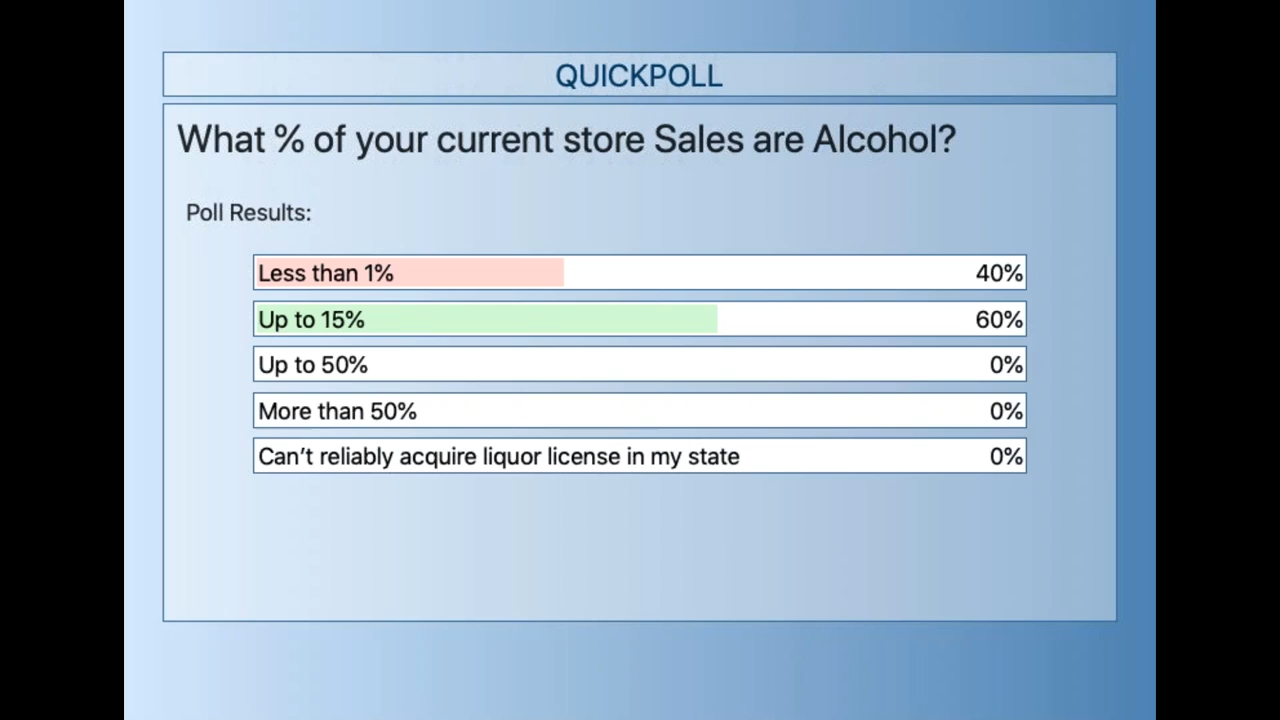 QUICKPOLL
What % of your current store Sales are Alcohol?
Poll Results:
Less than 1% 40%
Up to 15% 60%
Up to 50% 0%
More than 50% 0%
Can’t reliably acquire liquor license in my state 0%